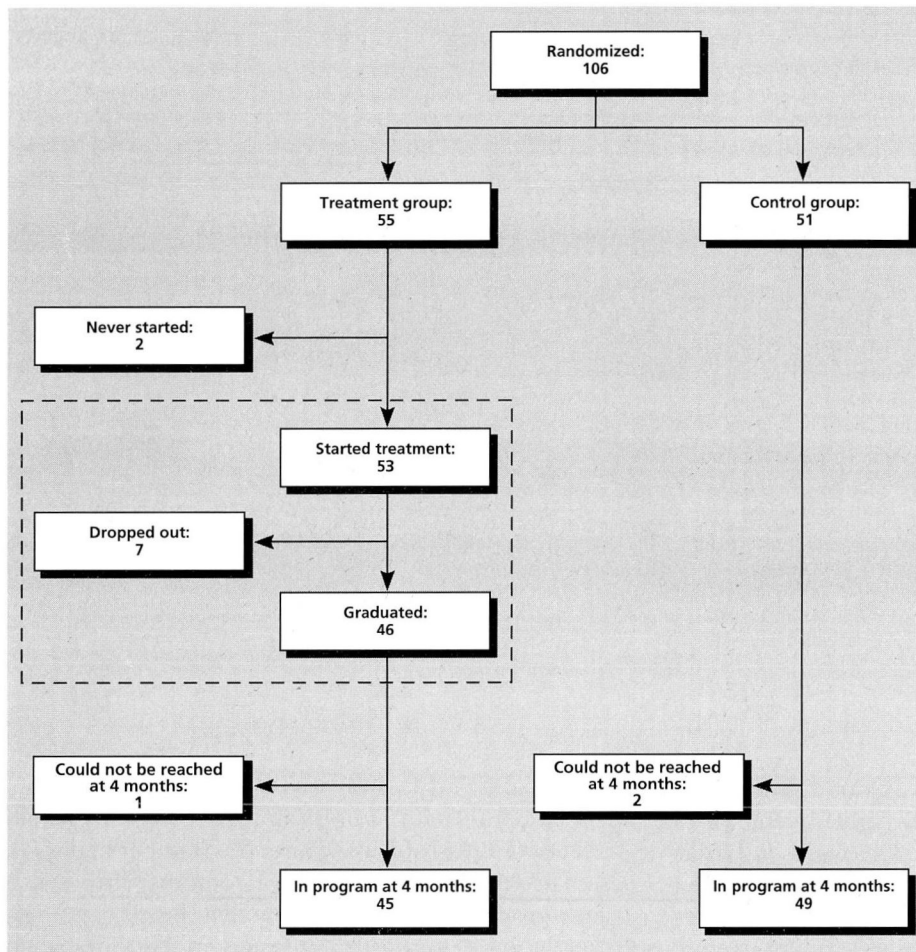 Randomized:
106
Treatment group:
55
Control group:
51
Never started:
2
Started treatment:
53
Dropped out:
7
Graduated:
46
Could not be reached
at 4 months:
1
Could not be reached
at 4 months:
2
In program at 4 months:
45
In program at 4 months:
49